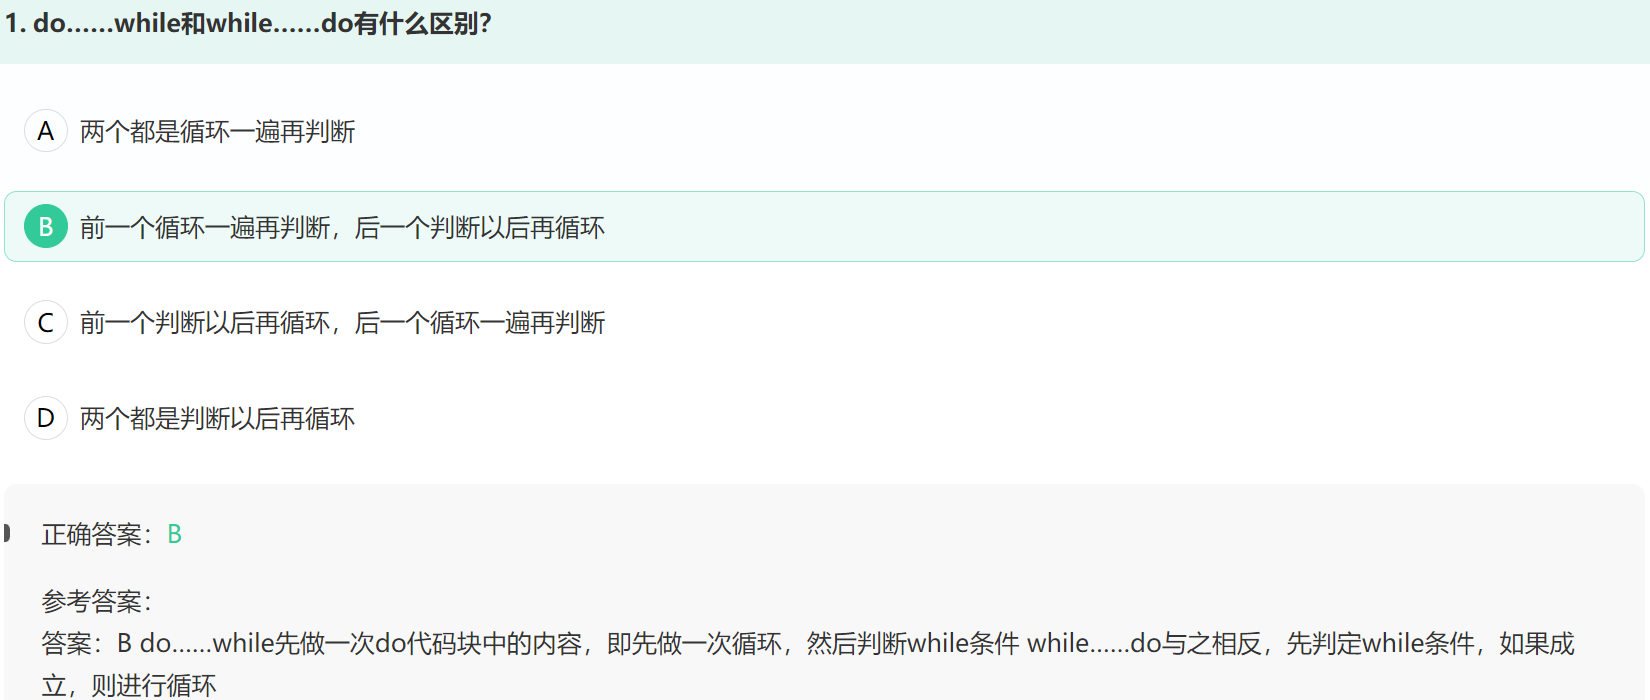 1. do......while和while......do有什么区别?
A 两个都是循环一遍再判断
B 前一个循环一遍再判断，后一个判断以后再循环
C 前一个判断以后再循环，后一个循环一遍再判断
D 两个都是判断以后再循环
正确答案：B
参考答案：
答案：B do......while先做一次do代码块中的内容，即先做一次循环，然后判断while条件 while......do与之相反，先判定while条件，如果成
立，则进行循环